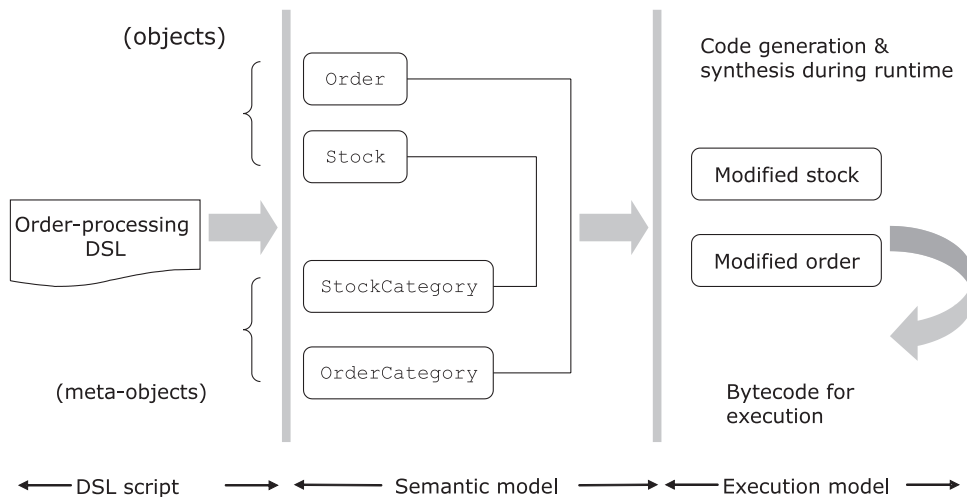 (objects)
Order
Stock
Order-processing
DSL
StockCategory
OrderCategory
(meta-objects)
Code generation &
synthesis during runtime
Modified stock
Modified order
Bytecode for
execution
DSL script
Semantic model
Execution model